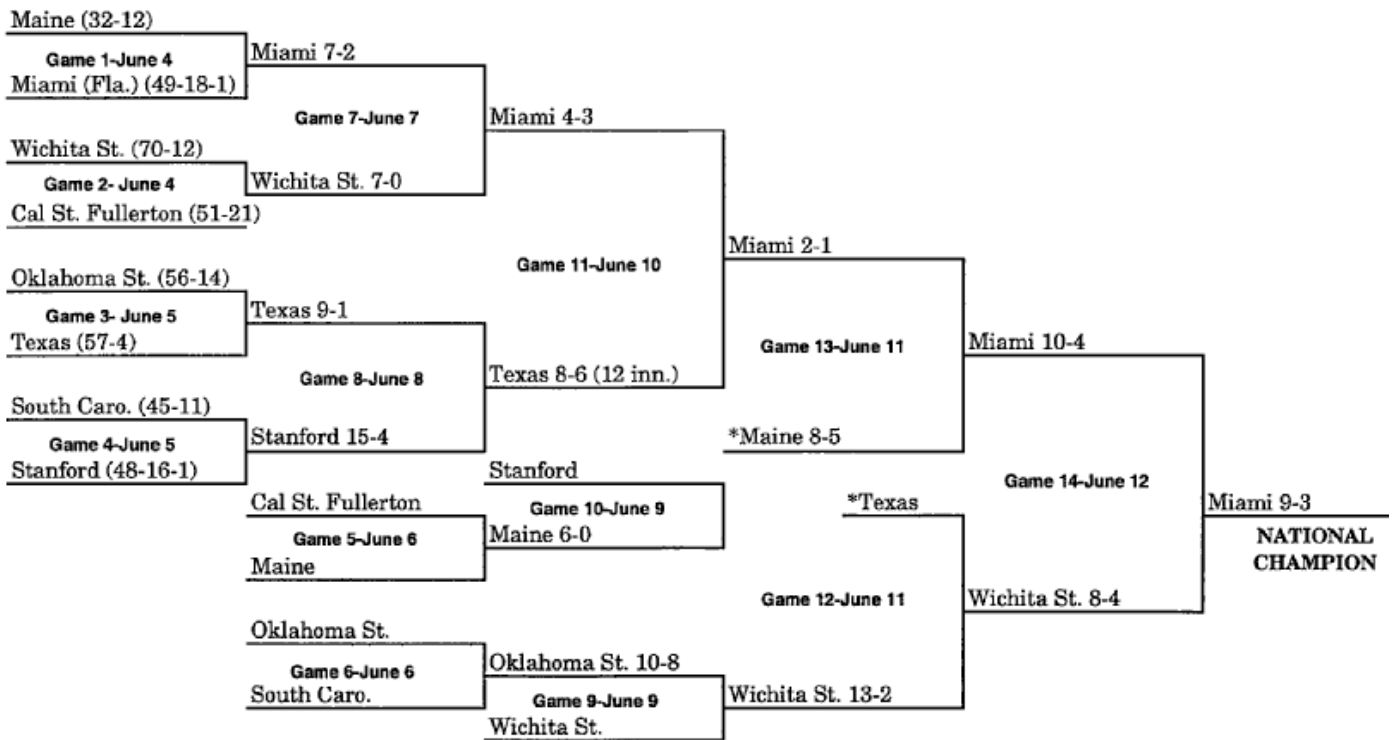 Maine (32-12)
Game 1-June 4
Miami (Fla.) (49-18-1)
Miami 7-2
Game 7-June 7
Wichita St. (70-12)
Game 2- June 4
Cal St. Fullerton (51-21)
Wichita St. 7-0
Miami 4-3
Game 11-June 10
Oklahoma St. (56-14)
Game 3- June 5
Texas (57-4)
Texas 9-1
Game 8-June 8
South Caro. (45-11)
Game 4-June 5
Stanford (48-16-1)
Stanford 15-4
Texas 8-6 (12 inn.)
Miami 2-1
Game 13-June 11
*Maine 8-5
Miami 10-4
Stanford
Game 10-June 9
Cal St. Fullerton
Game 5-June 6
Maine
Maine 6-0
Oklahoma St.
Game 6-June 6
South Caro.
Oklahoma St. 10-8
Game 9-June 9
Wichita St.
Wichita St. 13-2
*Texas
Game 12-June 11
Wichita St. 8-4
Game 14-June 12
Miami 9-3
NATIONAL
CHAMPION